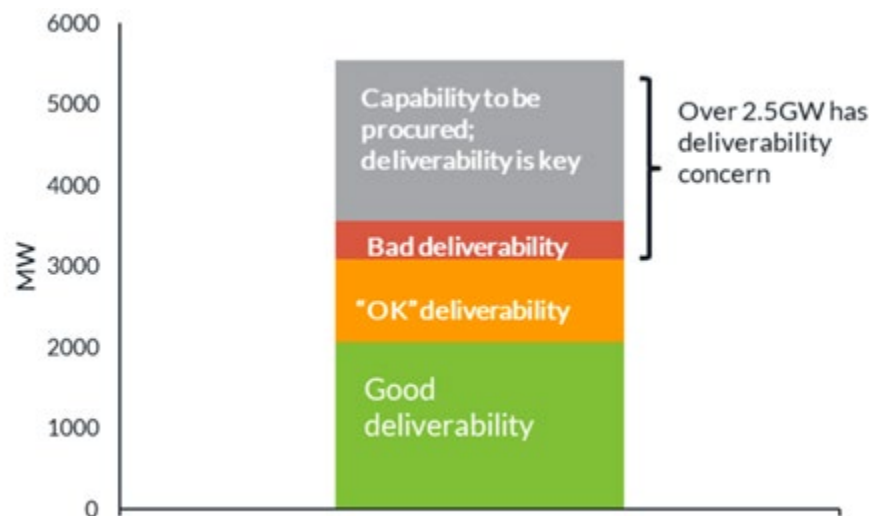 6000
5000
4000
3000
2000
1000
0
MW
Capability to be
procured;
deliverability is key
Bad deliverability
“OK” deliverability
Good
deliverability
Over 2.5GW has
deliverability
concern